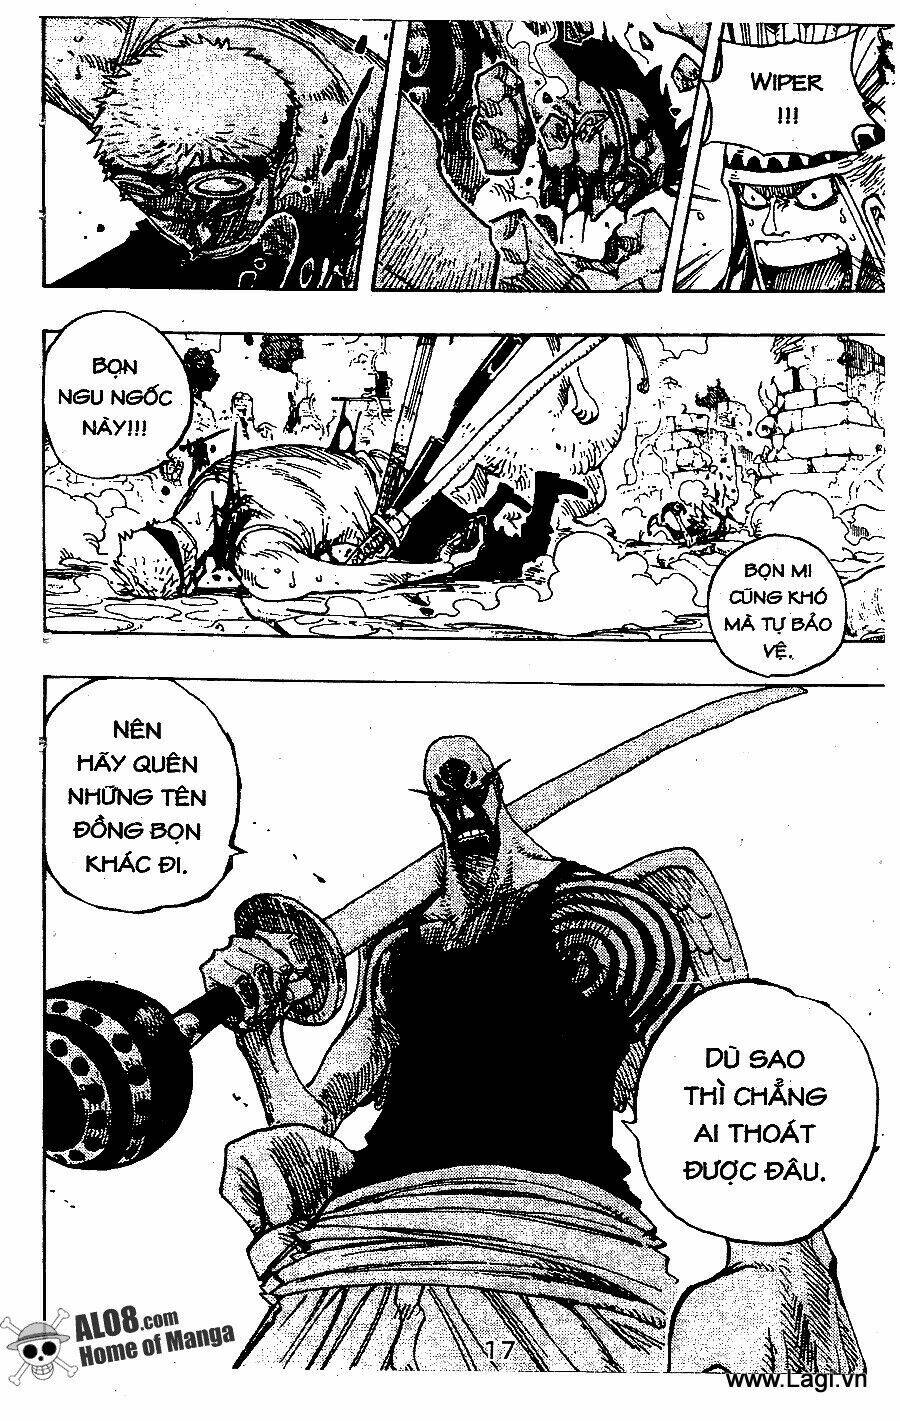 WIPER
!!!
BỌN
NGU NGỐC
NÀY!!!
BỌN MI
CŨNG KHÓ
MÀ TỰ BẢO
VỆ.
NÊN
HÃY QUÊN
NHỮNG TÊN
ĐỒNG BỌN
KHÁC ĐI.
DÙ SAO
THÌ CHẲNG
AI THOÁT
ĐƯỢC ĐÂU.
ALO8.com
Home of Manga
17
www.Lagi.vn